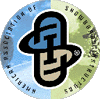 AMERICAN ASSOCIATION OF
SNOWBOARD INSTRUCTORS
®